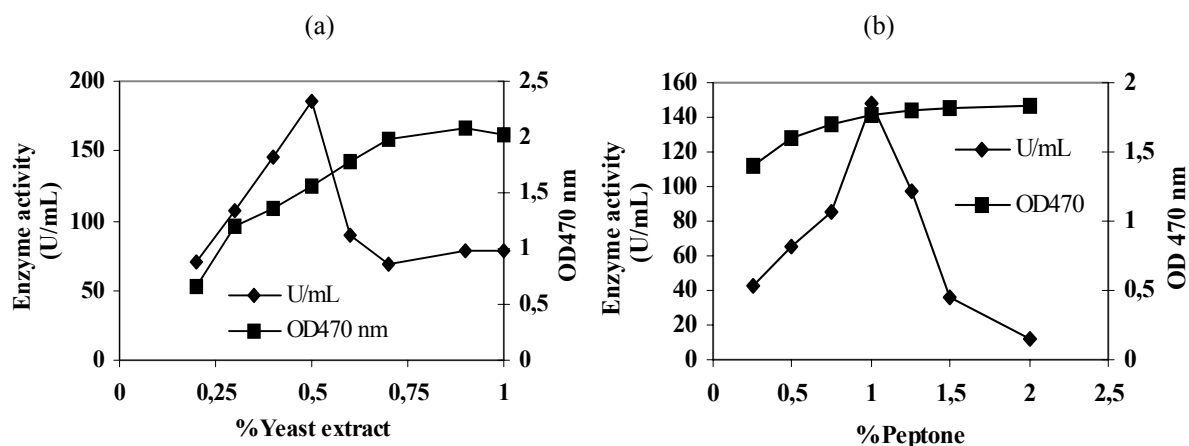 (a)
200
150
100
50
0
Enzyme activity
(U/mL)
2,5
2
1,5
1
0,5
0
OD470 nm
U/mL
OD470 nm
0
0,25
0,5
0,75
1
%Yeast extract
(b)
160
140
120
100
80
60
40
20
0
Enzyme activity
(U/mL)
2
1,5
1
0,5
0
OD 470 nm
U/mL
OD470
0
0,5
1
1,5
2
2,5
%Peptone